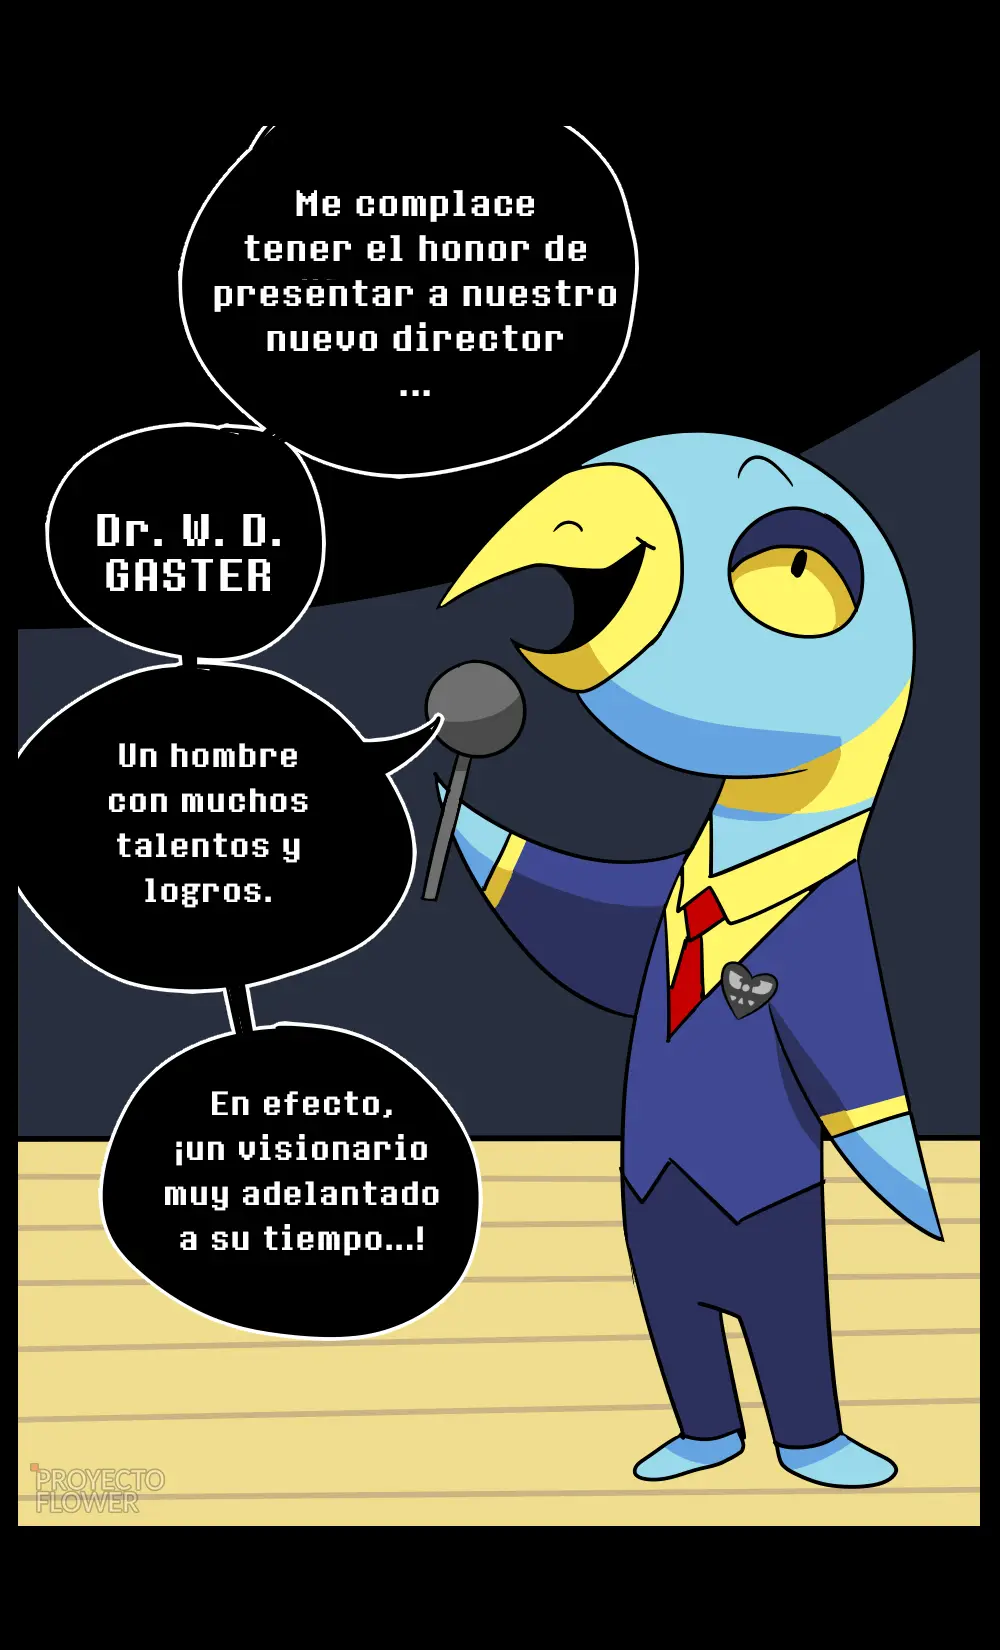 Me complace
tener el honor de
presentar a nuestro
nuevo director
...
Dr. W. D.
GASTER
Un hombre
con muchos
talentos y
logros.
En efecto,
¡un visionario
muy adelantado
a su tiempo...!
PROYECTO
FLOWER